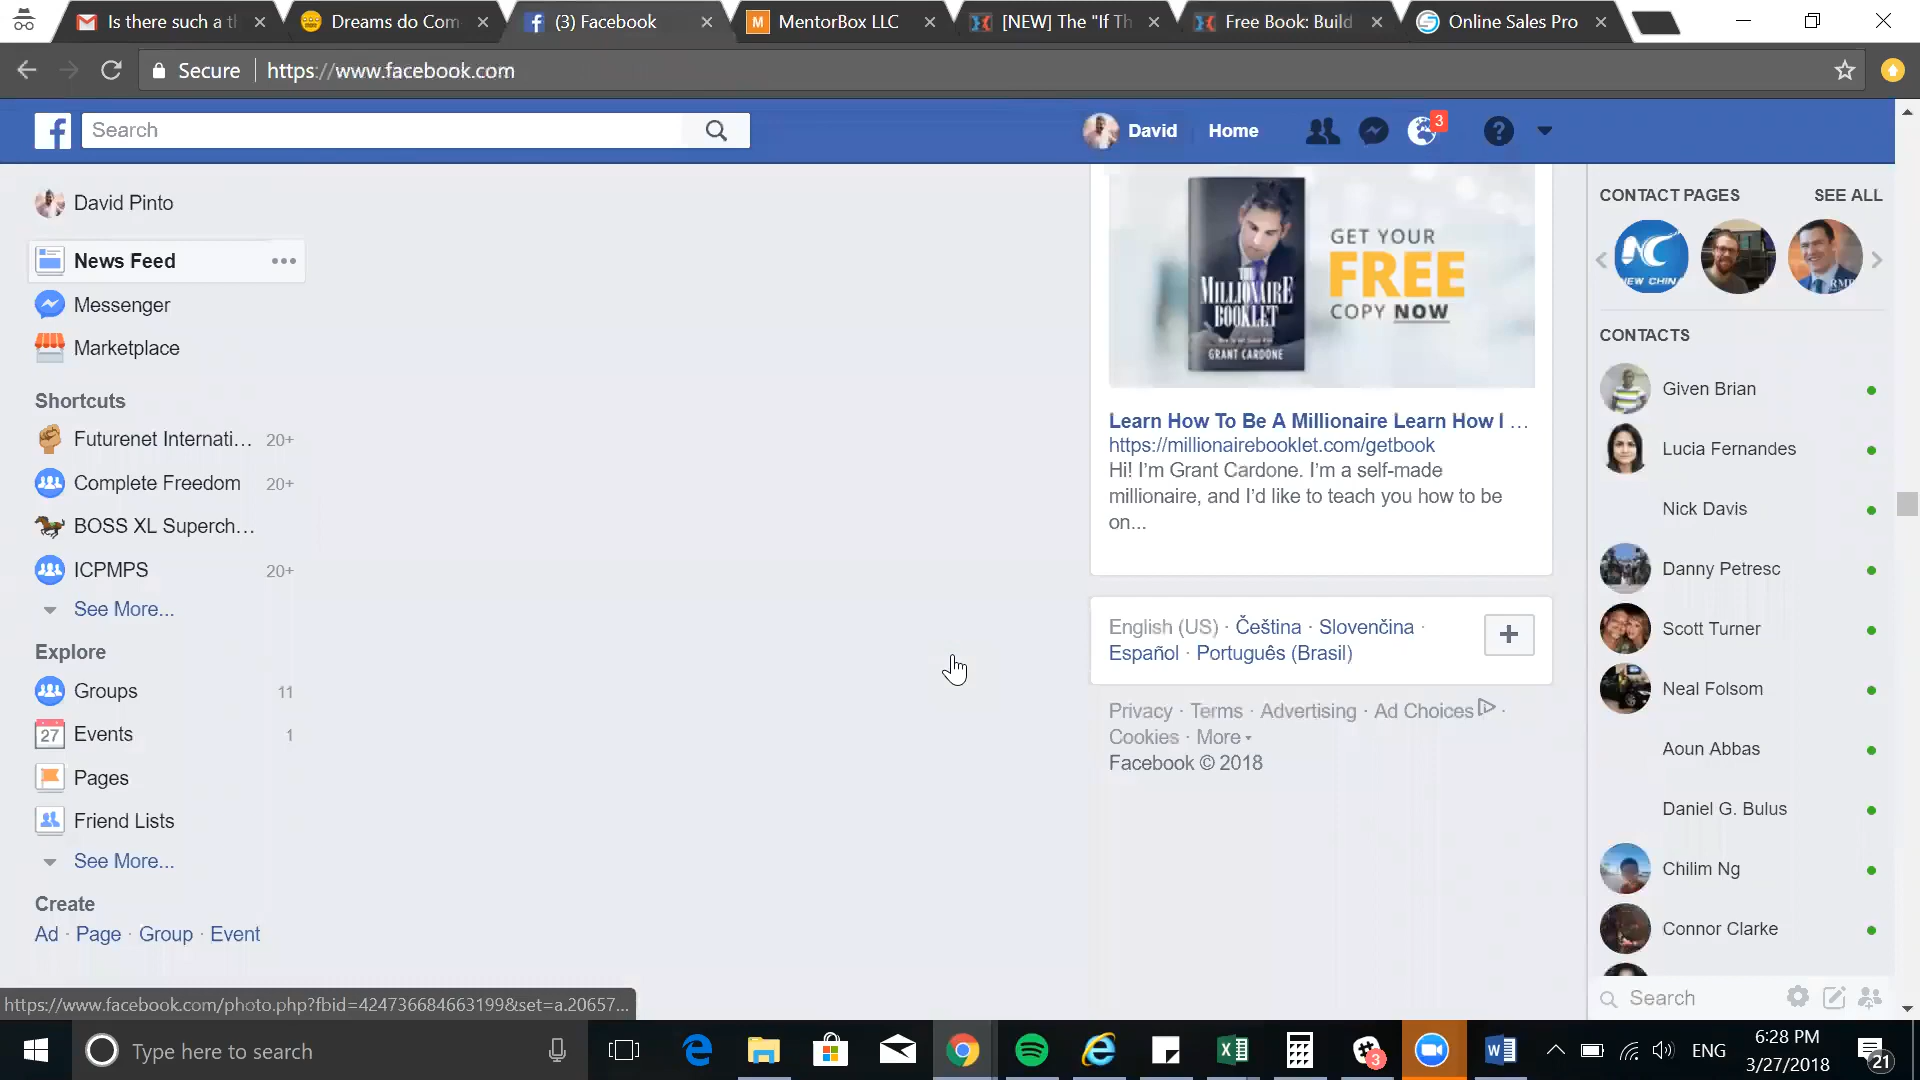 Is there such a th
Dreams do Com
(3) Facebook
MentorBox LLC
[NEW] The "If Th
Free Book: Build
Online Sales Pro
Secure
https://www.facebook.com
Search
David
Home
3
David Pinto
News Feed
Messenger
Marketplace
Shortcuts
Futurenet Internati... 20+
Complete Freedom 20+
BOSS XL Superch...
ICPMPS 20+
See More...
Explore
Groups 11
Events 1
27
Pages
Friend Lists
See More...
Create
Ad · Page · Group · Event
THE
MILLIONAIRE
BOOKLET
GRANT CARDONE
GET YOUR
FREE
COPY NOW
Learn How To Be A Millionaire Learn How I ...
https://millionairebooklet.com/getbook
Hi! I'm Grant Cardone. I'm a self-made
millionaire, and I'd like to teach you how to be
on...
English (US) · Čeština · Slovenčina ·
Español · Português (Brasil)
Privacy · Terms · Advertising · Ad Choices ·
Cookies · More
Facebook © 2018
CONTACT PAGES SEE ALL
NC
NEW CHIN
CONTACTS
Given Brian
Lucia Fernandes
Nick Davis
Danny Petresc
Scott Turner
Neal Folsom
Aoun Abbas
Daniel G. Bulus
Chilim Ng
Connor Clarke
Search
https://www.facebook.com/photo.php?fbid=424736684663199&set=a.20657...
Type here to search
3
ENG
6:28 PM
3/27/2018
21